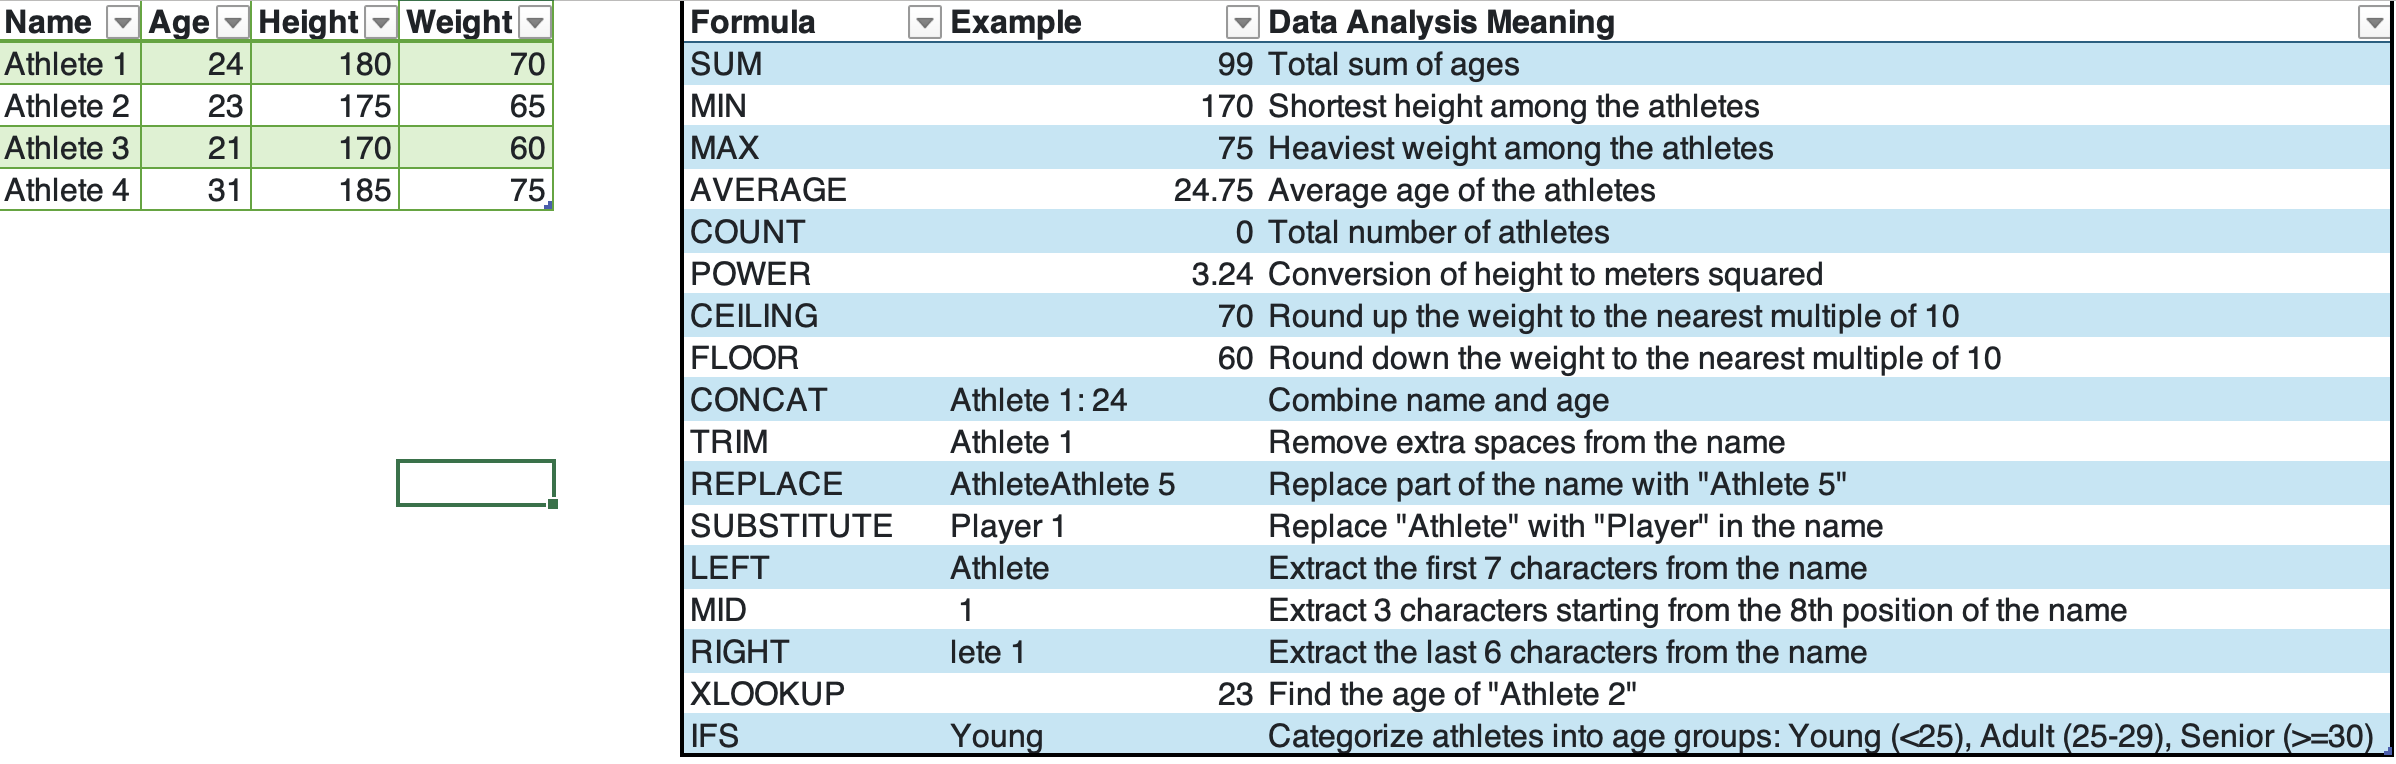 Name Age Height Weight
Athlete 1 24 180 70
Athlete 2 23 175 65
Athlete 3 21 170 60
Athlete 4 31 185 75
Formula Example Data Analysis Meaning
SUM 99 Total sum of ages
MIN 170 Shortest height among the athletes
MAX 75 Heaviest weight among the athletes
AVERAGE 24.75 Average age of the athletes
COUNT 0 Total number of athletes
POWER 3.24 Conversion of height to meters squared
CEILING 70 Round up the weight to the nearest multiple of 10
FLOOR 60 Round down the weight to the nearest multiple of 10
CONCAT Athlete 1: 24 Combine name and age
TRIM Athlete 1 Remove extra spaces from the name
REPLACE AthleteAthlete 5 Replace part of the name with "Athlete 5"
SUBSTITUTE Player 1 Replace "Athlete" with "Player" in the name
LEFT Athlete Extract the first 7 characters from the name
MID 1 Extract 3 characters starting from the 8th position of the name
RIGHT lete 1 Extract the last 6 characters from the name
XLOOKUP 23 Find the age of "Athlete 2"
IFS Young Categorize athletes into age groups: Young (<25), Adult (25-29), Senior (>=30)